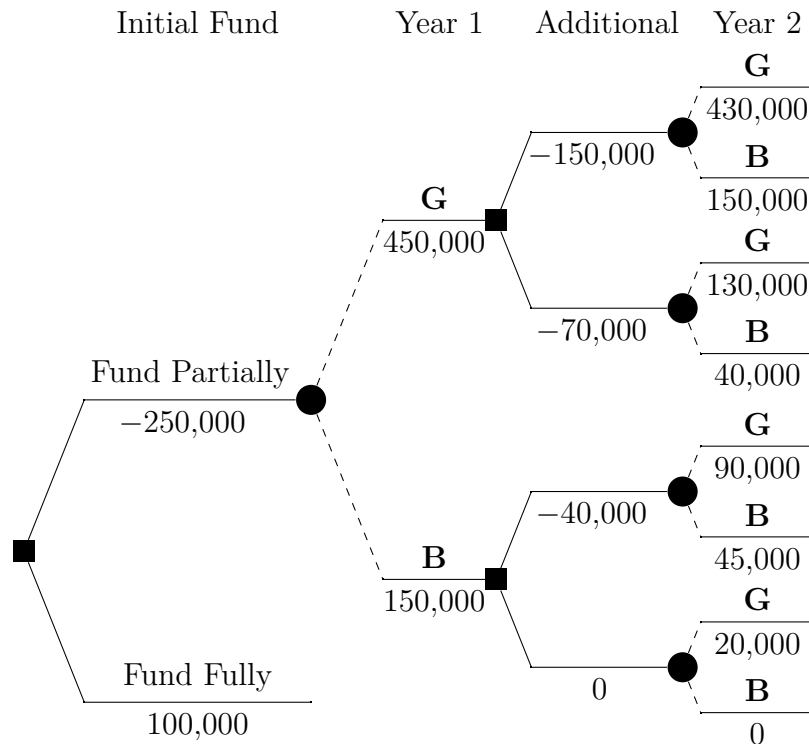 Initial Fund Year 1 Additional Year 2
G
430,000
−150,000
B
150,000
G
450,000
G
130,000
−70,000
B
40,000
Fund Partially
−250,000
G
90,000
−40,000
B
45,000
B
150,000
G
20,000
0
B
0
Fund Fully
100,000